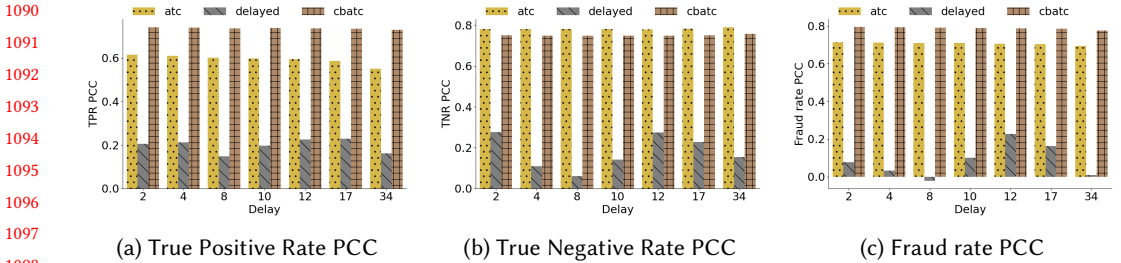 1090
1091
1092
1093
1094
1095
1096
1097
atc delayed cbatc
TPR PCC
0.6
0.4
0.2
0.0
2 4 8 10 12 17 34
Delay
(a) True Positive Rate PCC
atc delayed cbatc
TNR PCC
0.8
0.6
0.4
0.2
0.0
2 4 8 10 12 17 34
Delay
(b) True Negative Rate PCC
atc delayed cbatc
Fraud rate PCC
0.8
0.6
0.4
0.2
0.0
2 4 8 10 12 17 34
Delay
(c) Fraud rate PCC